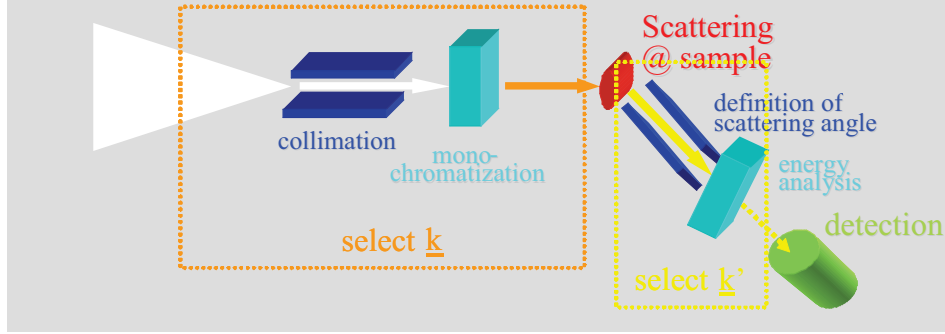 Scattering
@ sample
collimation
mono-
chromatization
definition of
scattering angle
energy
analysis
detection
select k
select k’